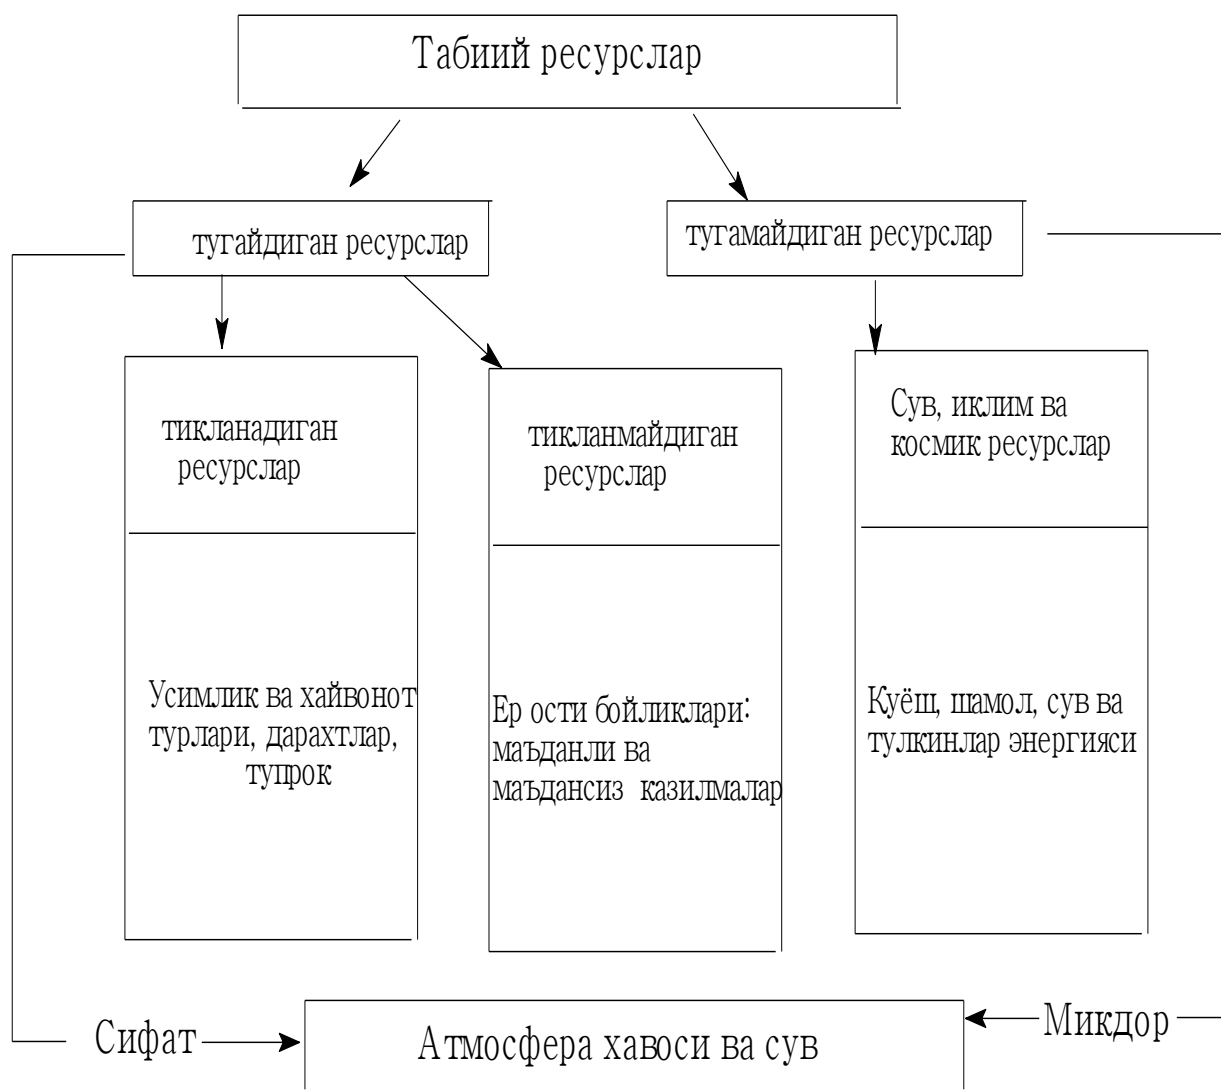 Табиий ресурслар
тугайдиган ресурслар
тугамайдиган ресурслар
тикланадиган
ресурслар
тикланмайдиган
ресурслар
Сув, иклим ва
космик ресурслар
Усимлик ва хайвонот
турлари, дарахтлар,
тупрок
Ер ости бойликлари:
маъданли ва
маъдансиз казилмалар
Куёш, шамол, сув ва
тулкинлар энергияси
Сифат
Атмосфера хавоси ва сув
Микдор